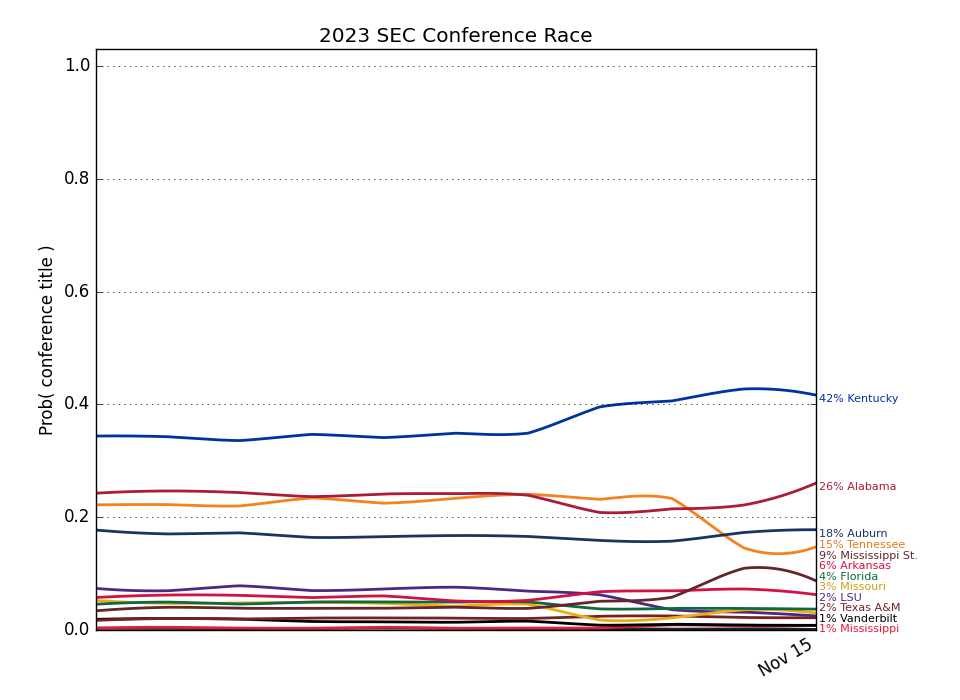 2023 SEC Conference Race
1.0
0.8
0.6
0.4
0.2
0.0
Prob( conference title )
42% Kentucky
26% Alabama
18% Auburn
15% Tennessee
9% Mississippi St.
6% Arkansas
4% Florida
3% Missouri
2% LSU
2% Texas A&M
1% Vanderbilt
1% Mississippi
Nov 15